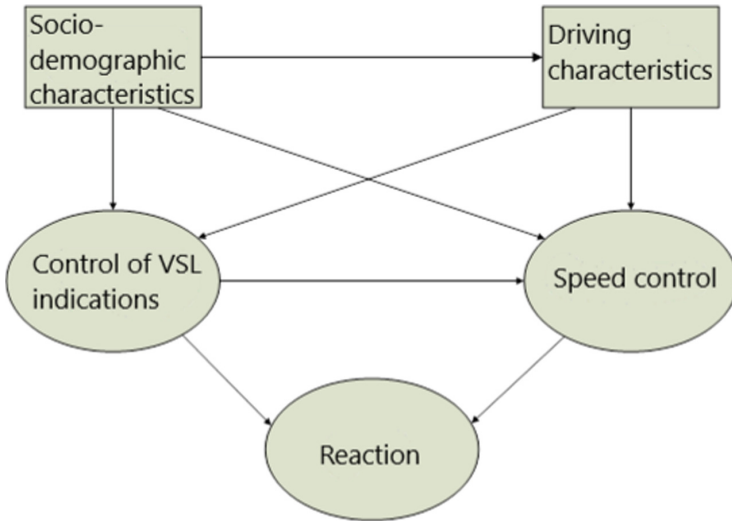 Socio-
demographic
characteristics
Driving
characteristics
Control of VSL
indications
Speed control
Reaction